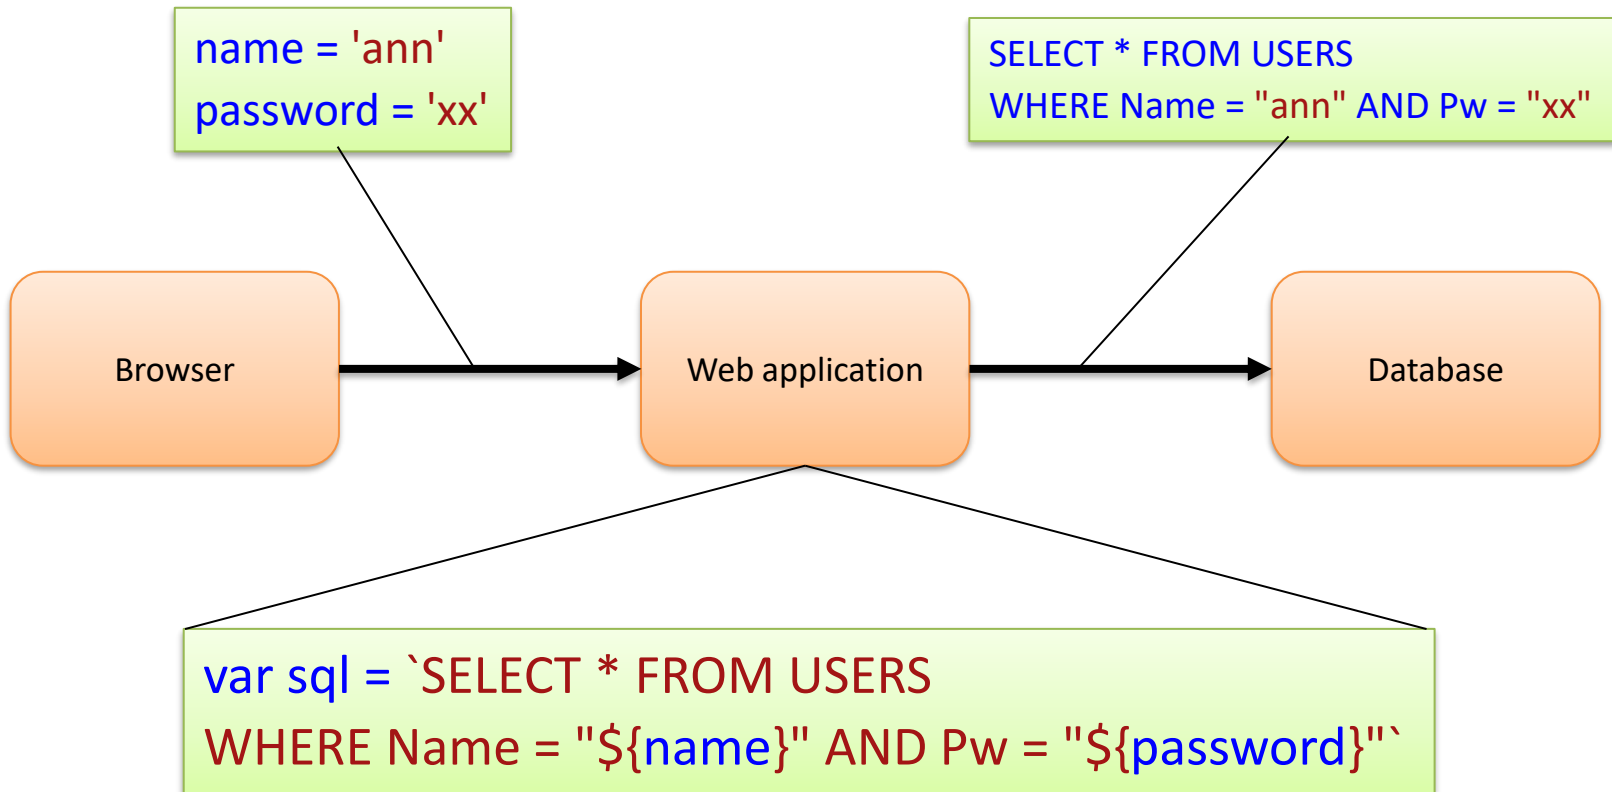 name = 'ann'
password = 'xx'
SELECT * FROM USERS
WHERE Name = "ann" AND Pw = "xx"
Browser
Web application
Database
var sql = `SELECT * FROM USERS
WHERE Name = "${name}" AND Pw = "${password}"`